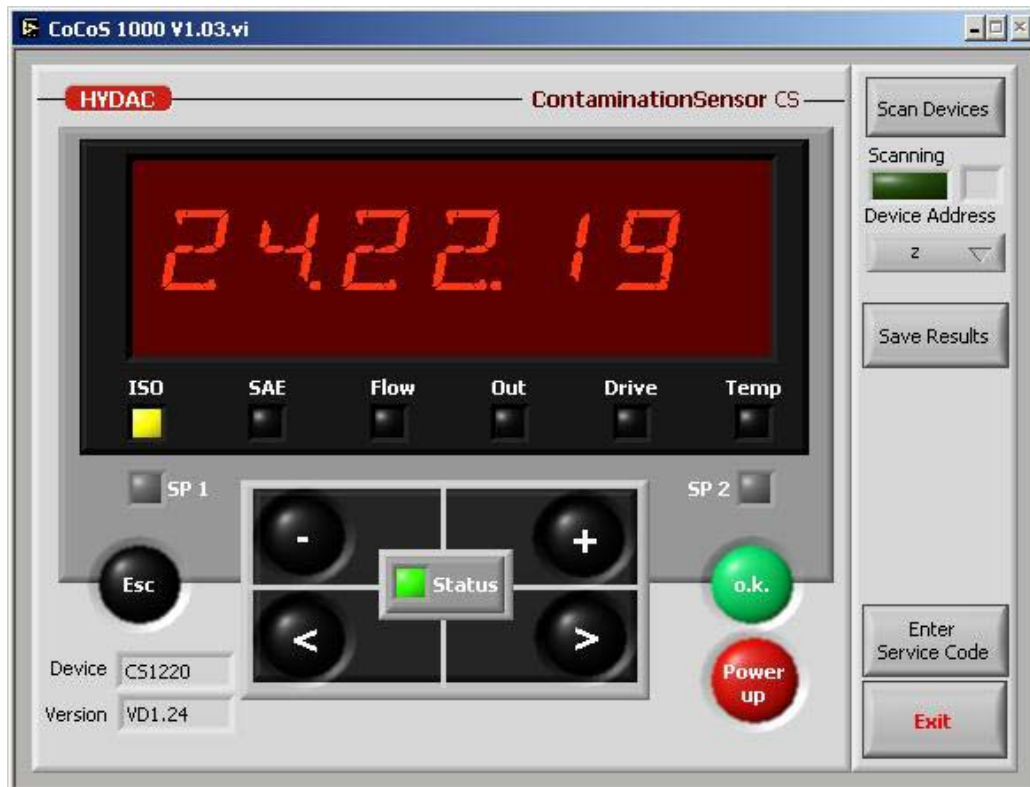 CoCoS 1000 V1.03.vi
HYDAC
ContaminationSensor CS
24.22.19
ISO SAE Flow Out Drive Temp
SP 1
SP 2
-
+
Esc
Status
o.k.
<
>
Power
up
Device CS1220
Version VD1.24
Scan Devices
Scanning
Device Address
z
Save Results
Enter
Service Code
Exit